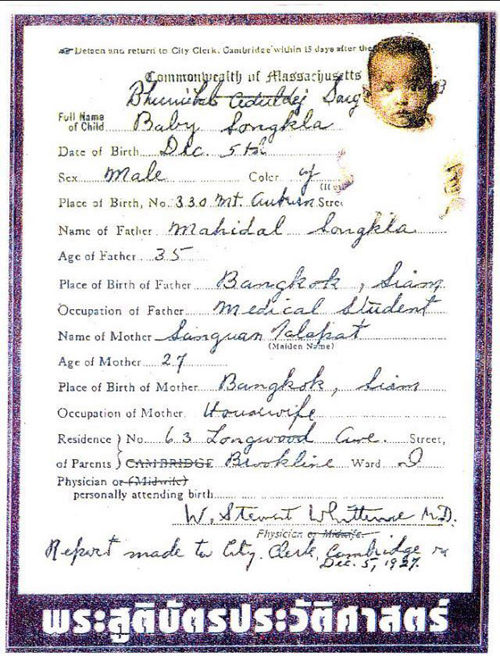 Detach and return to City Clerk, Cambridge within 15 days after the
Commonwealth of Massachusetts
Bhumibol Aduldej Song
Full Name of Child Baby Songkla
Date of Birth Dec. 5th
Sex Male Color y
Place of Birth, No. 330 Mt. Auburn Stre
Name of Father Mahidal Songkla
Age of Father 35
Place of Birth of Father Bangkok, Siam
Occupation of Father Medical Student
Name of Mother Sanguan Talapat
(Maiden Name)
Age of Mother 27
Place of Birth of Mother Bangkok, Siam
Occupation of Mother Housewife
Residence No. 63 Longwood Ave. Street,
of Parents CAMBRIDGE Brookline Ward
Physician or (Midwife)
personally attending birth
W. Stewart Whittemore M.D.
Physician or Midwife.
Report made to City Clerk, Cambridge
Dec. 5, 1927.
พระสูติบัตรประวัติศาสตร์